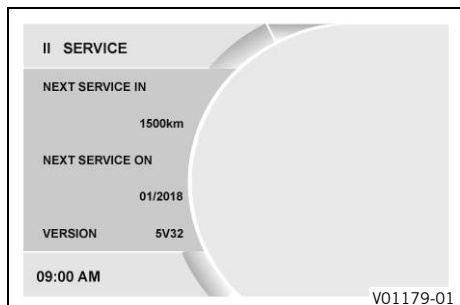 II SERVICE
NEXT SERVICE IN
1500km
NEXT SERVICE ON
01/2018
VERSION 5V32
09:00 AM
V01179-01